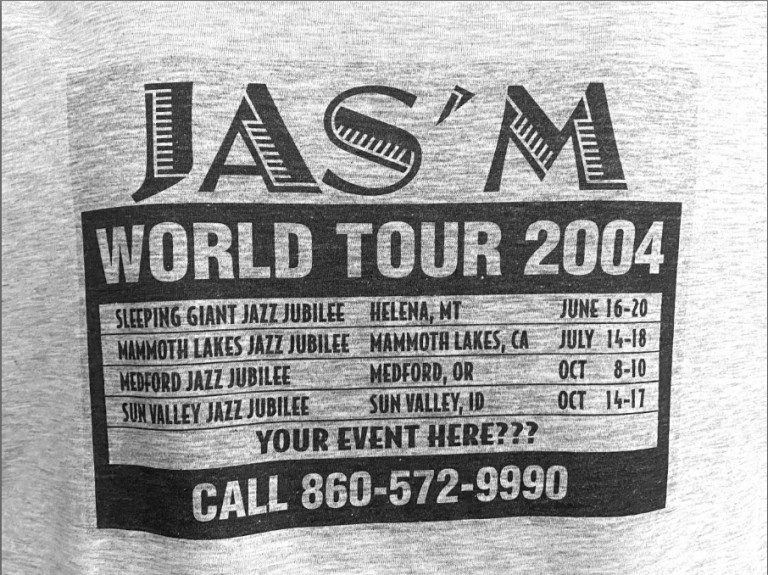 JAS'M
WORLD TOUR 2004
SLEEPING GIANT JAZZ JUBILEE HELENA, MT JUNE 16-20
MAMMOTH LAKES JAZZ JUBILEE MAMMOTH LAKES, CA JULY 14-18
MEDFORD JAZZ JUBILEE MEDFORD, OR OCT 8-10
SUN VALLEY JAZZ JUBILEE SUN VALLEY, ID OCT 14-17
YOUR EVENT HERE???
CALL 860-572-9990